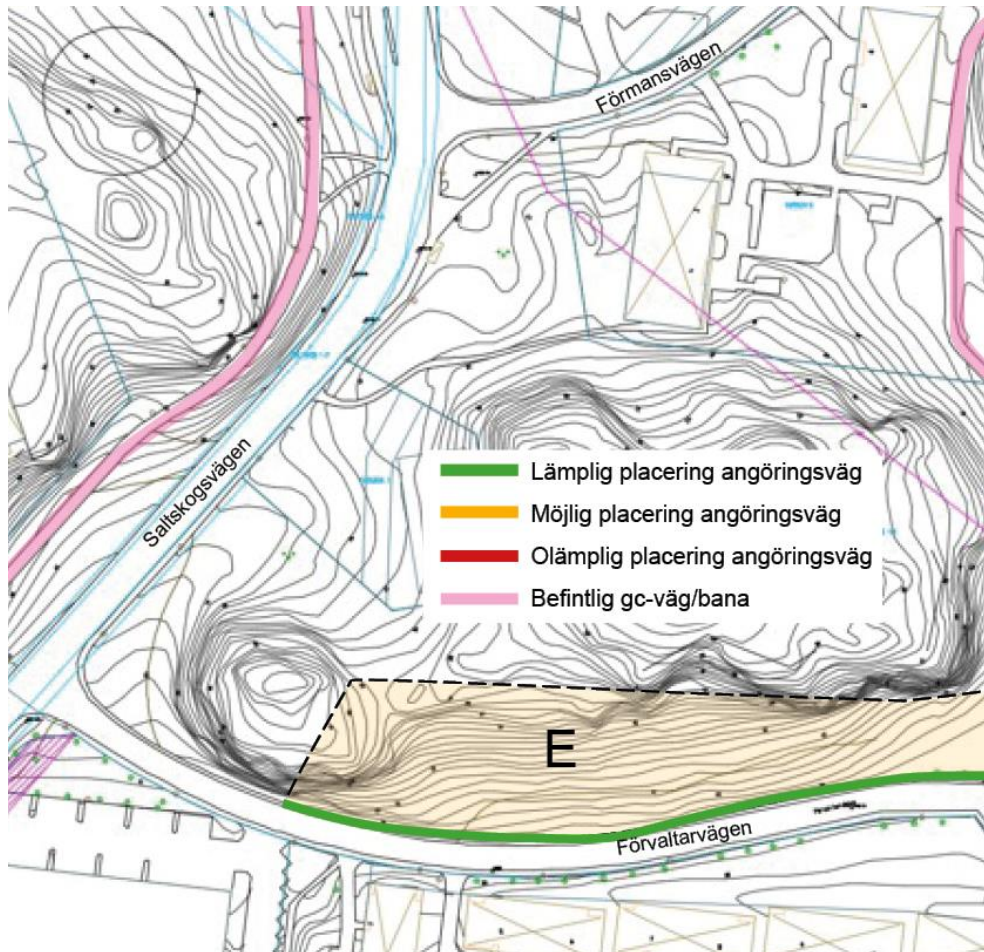 Förmansvägen
Saltskogsvägen
Lämplig placering angöringsväg
Möjlig placering angöringsväg
Olämplig placering angöringsväg
Befintlig gc-väg/bana
E
Förvaltarvägen